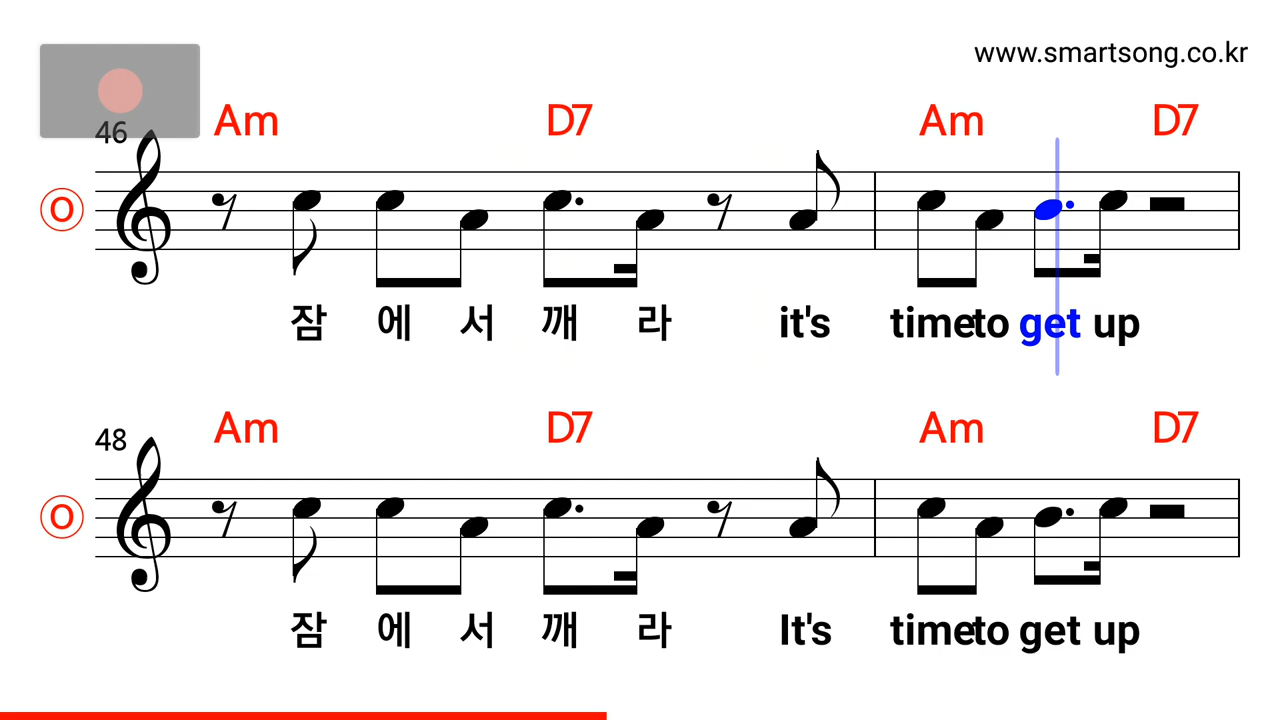 www.smartsong.co.kr
46 Am D7 Am D7
O
잠 에 서 깨 라 it's timeto get up
48 Am D7 Am D7
O
잠 에 서 깨 라 It's timeto get up